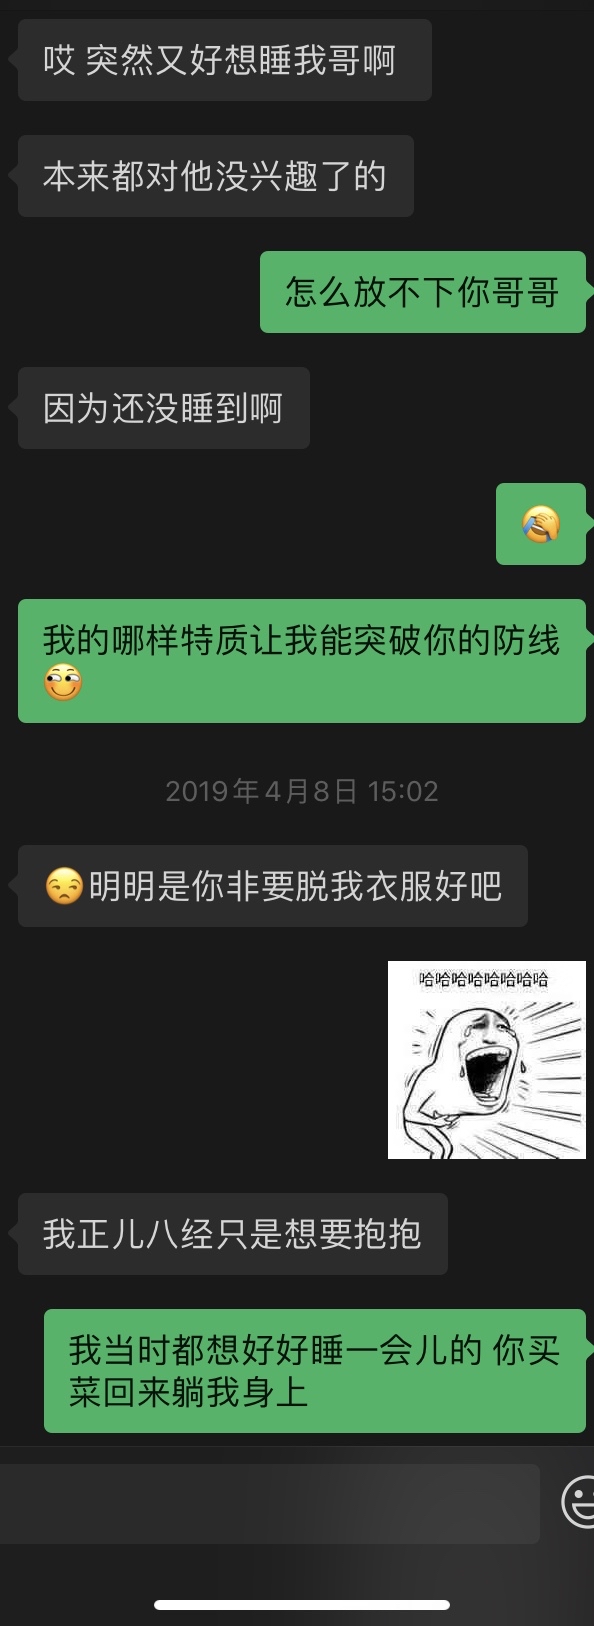 哎 突然又好想睡我哥啊
本来都对他没兴趣了的
怎么放不下你哥哥
因为还没睡到啊
🤦
我的哪样特质让我能突破你的防线
2019年4月8日 15:02
😒明明是你非要脱我衣服好吧
哈哈哈哈哈哈哈哈
我正儿八经只是想要抱抱
我当时都想好好睡一会儿的 你买
菜回来躺我身上